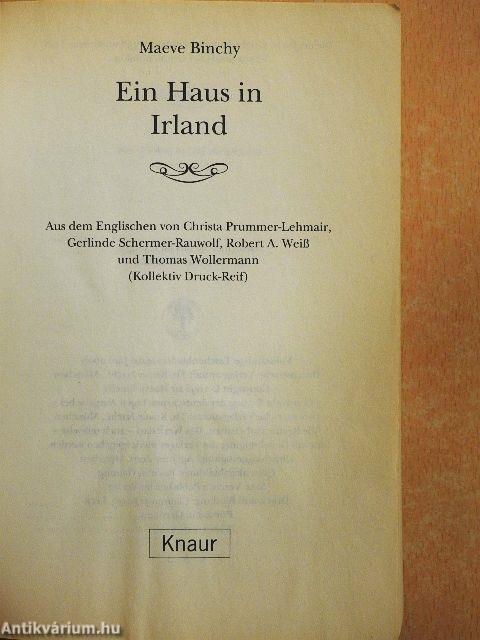 Maeve Binchy
Ein Haus in
Irland
Aus dem Englischen von Christa Prummer-Lehmair,
Gerlinde Schermer-Rauwolf, Robert A. Weiß
und Thomas Wollermann
(Kollektiv Druck-Reif)
Knaur
Antikvárium.hu